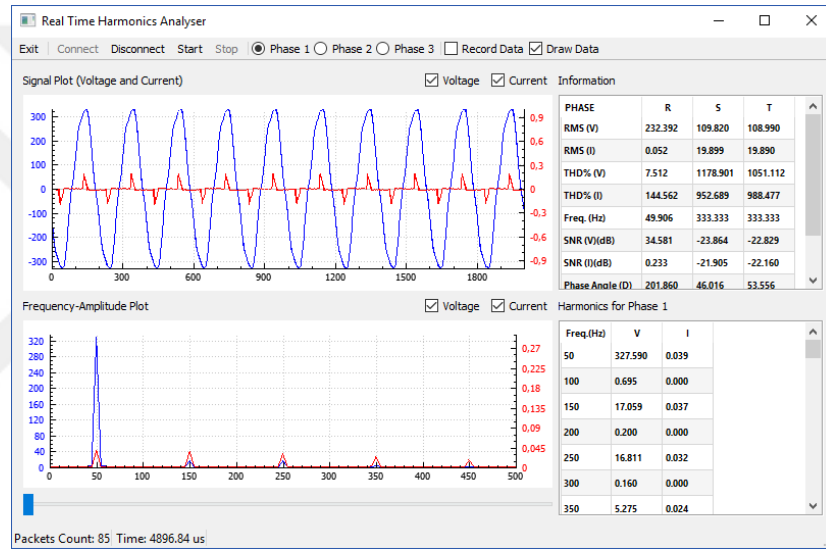 Real Time Harmonics Analyser
Exit Connect Disconnect Start Stop Phase 1 Phase 2 Phase 3 Record Data Draw Data
Signal Plot (Voltage and Current) Voltage Current Information
300
200
100
0
-100
-200
-300
0,9
0,6
0,3
0
-0,3
-0,6
-0,9
0 300 600 900 1200 1500 1800
PHASE R S T
RMS (V) 232.392 109.820 108.990
RMS (I) 0.052 19.899 19.890
THD% (V) 7.512 1178.901 1051.112
THD% (I) 144.562 952.689 988.477
Freq. (Hz) 49.906 333.333 333.333
SNR (V)(dB) 34.581 -23.864 -22.829
SNR (I)(dB) 0.233 -21.905 -22.160
Phase Angle (D) 201.860 46.016 53.556
Frequency-Amplitude Plot Voltage Current Harmonics for Phase 1
320
280
240
200
160
120
80
40
0
0,27
0,225
0,18
0,135
0,09
0,045
0
0 50 100 150 200 250 300 350 400 450 500
Freq.(Hz) V I
50 327.590 0.039
100 0.695 0.000
150 17.059 0.037
200 0.200 0.000
250 16.811 0.032
300 0.160 0.000
350 5.275 0.024
Packets Count: 85 Time: 4896.84 us